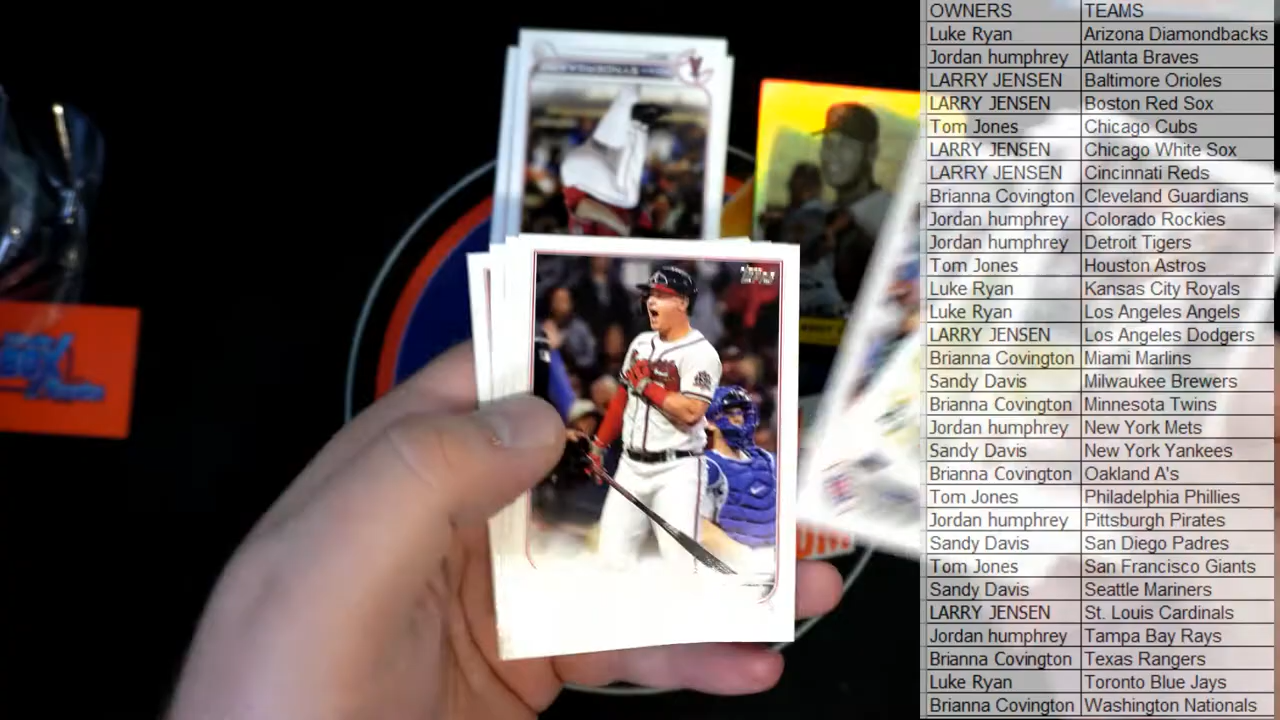 OWNERS TEAMS
Luke Ryan Arizona Diamondbacks
Jordan humphrey Atlanta Braves
LARRY JENSEN Baltimore Orioles
LARRY JENSEN Boston Red Sox
Tom Jones Chicago Cubs
LARRY JENSEN Chicago White Sox
LARRY JENSEN Cincinnati Reds
Brianna Covington Cleveland Guardians
Jordan humphrey Colorado Rockies
Jordan humphrey Detroit Tigers
Tom Jones Houston Astros
Luke Ryan Kansas City Royals
Luke Ryan Los Angeles Angels
LARRY JENSEN Los Angeles Dodgers
Brianna Covington Miami Marlins
Sandy Davis Milwaukee Brewers
Brianna Covington Minnesota Twins
Jordan humphrey New York Mets
Sandy Davis New York Yankees
Brianna Covington Oakland A's
Tom Jones Philadelphia Phillies
Jordan humphrey Pittsburgh Pirates
Sandy Davis San Diego Padres
Tom Jones San Francisco Giants
Sandy Davis Seattle Mariners
LARRY JENSEN St. Louis Cardinals
Jordan humphrey Tampa Bay Rays
Brianna Covington Texas Rangers
Luke Ryan Toronto Blue Jays
Brianna Covington Washington Nationals